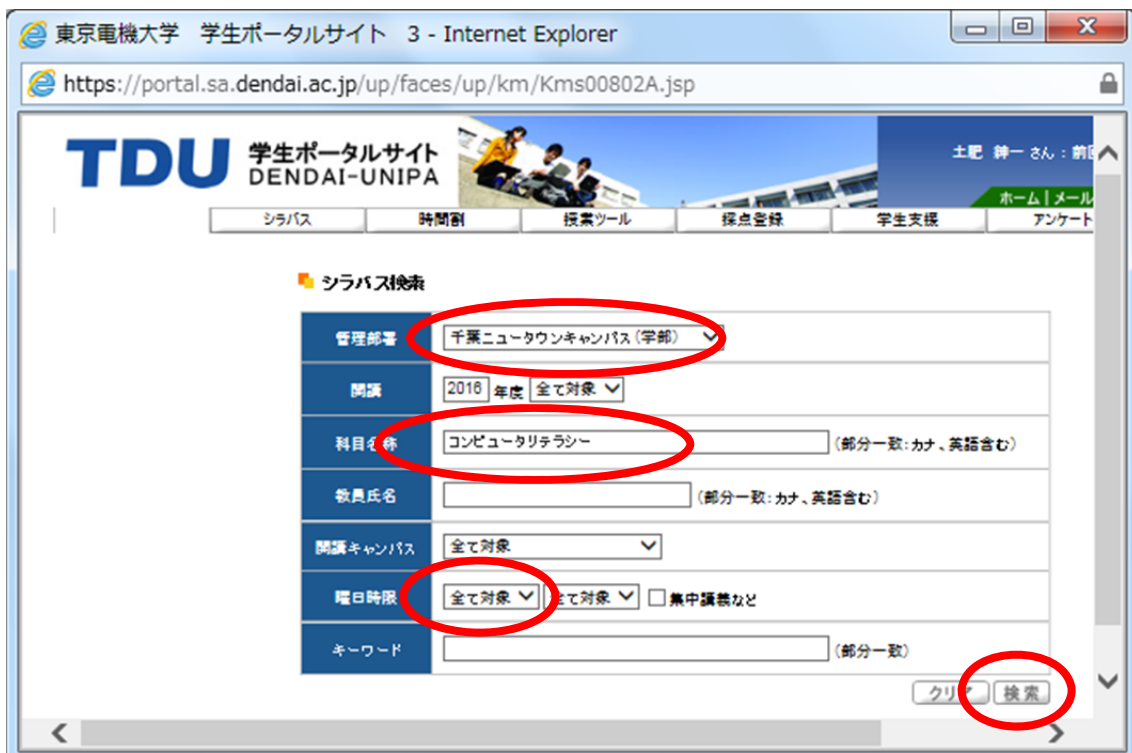 東京電機大学 学生ポータルサイト 3 - Internet Explorer
https://portal.sa.dendai.ac.jp/up/faces/up/km/Kms00802A.jsp
TDU 学生ポータルサイト
DENDAI-UNIPA
土肥 紳一 さん : 前回
ホーム | メール
シラバス 時間割 授業ツール 採点登録 学生支援 アンケート
シラバス検索
管理部署 千葉ニュータウンキャンパス(学部)
開講 2016 年度 全て対象
科目名称 コンピュータリテラシー (部分一致:カナ、英語含む)
教員氏名 (部分一致:カナ、英語含む)
開講キャンパス 全て対象
曜日時限 全て対象 全て対象 集中講義など
キーワード (部分一致)
クリア 検索